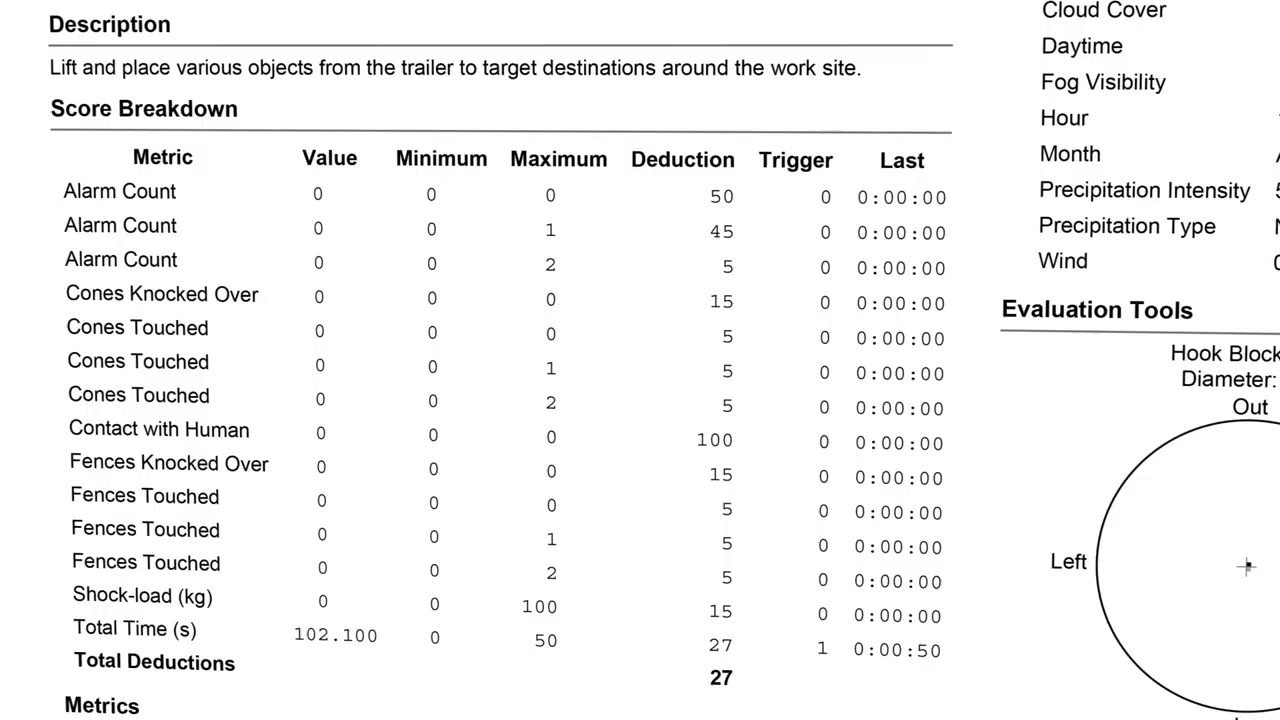 Description
Lift and place various objects from the trailer to target destinations around the work site.
Score Breakdown
Metric Value Minimum Maximum Deduction Trigger Last
Alarm Count 0 0 0 50 0 0:00:00
Alarm Count 0 0 1 45 0 0:00:00
Alarm Count 0 0 2 5 0 0:00:00
Cones Knocked Over 0 0 0 15 0 0:00:00
Cones Touched 0 0 0 5 0 0:00:00
Cones Touched 0 0 1 5 0 0:00:00
Cones Touched 0 0 2 5 0 0:00:00
Contact with Human 0 0 0 100 0 0:00:00
Fences Knocked Over 0 0 0 15 0 0:00:00
Fences Touched 0 0 0 5 0 0:00:00
Fences Touched 0 0 1 5 0 0:00:00
Fences Touched 0 0 2 5 0 0:00:00
Shock-load (kg) 0 0 100 15 0 0:00:00
Total Time (s) 102.100 0 50 27 1 0:00:50
Total Deductions 27
Metrics
Cloud Cover
Daytime
Fog Visibility
Hour
Month
Precipitation Intensity
Precipitation Type
Wind
Evaluation Tools
Hook Block
Diameter:
Out
Left